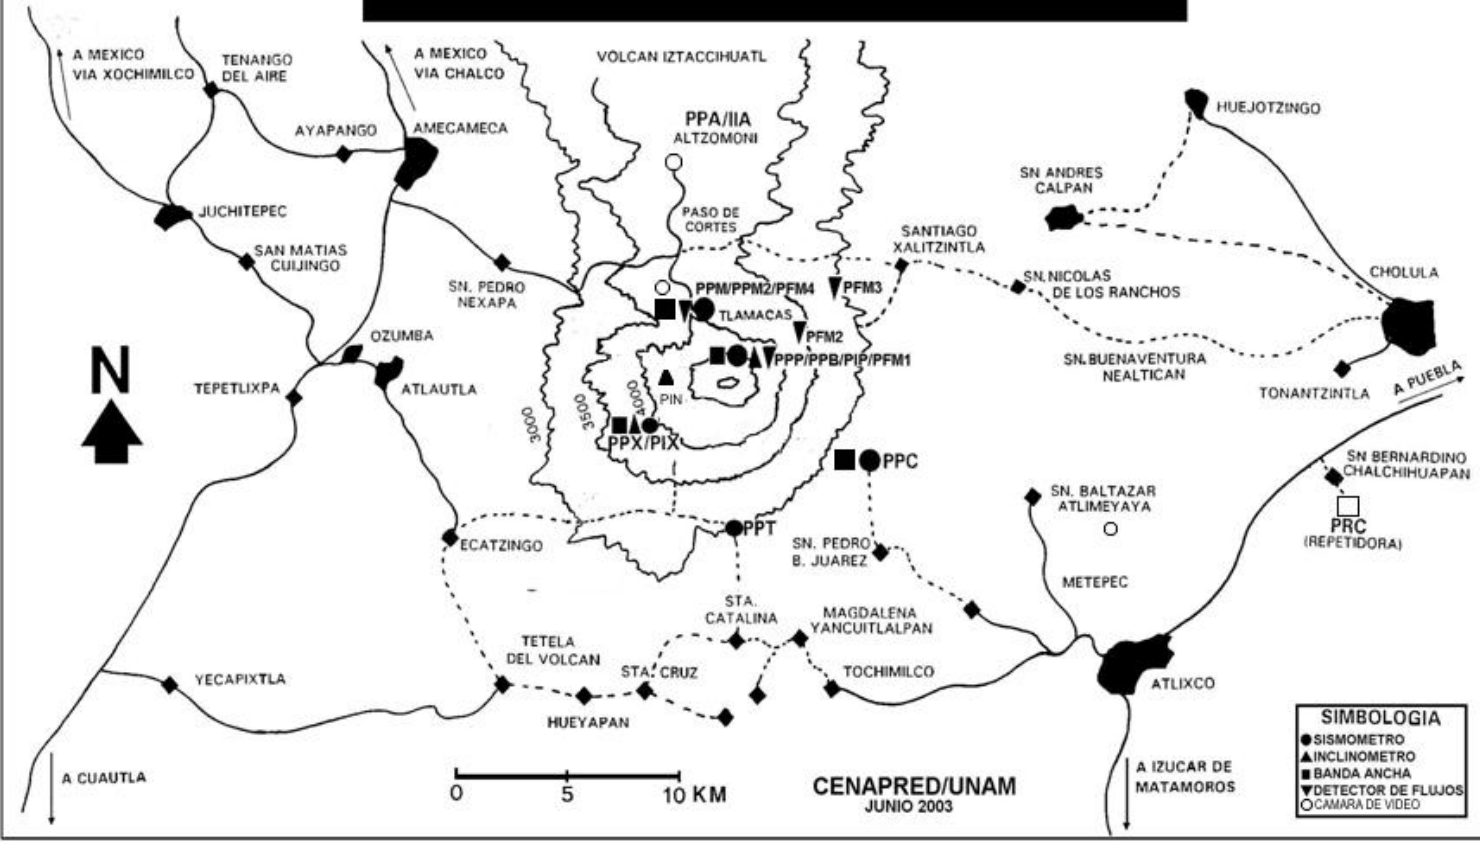 A MEXICO
VIA XOCHIMILCO
TENANGO
DEL AIRE
A MEXICO
VIA CHALCO
VOLCAN IZTACCIHUATL
HUEJOTZINGO
AYAPANGO
AMECAMECA
PPA/IIA
ALTZOMONI
SN ANDRES
CALPAN
JUCHITEPEC
PASO DE
CORTES
SANTIAGO
XALITZINTLA
SAN MATIAS
CUIJINGO
SN. PEDRO
NEXAPA
PPM/PPM2/PFM4
TLAMACAS
PFM3
SN. NICOLAS
DE LOS RANCHOS
CHOLULA
N
OZUMBA
PFM2
PPP/PPB/PIP/PFM1
SN. BUENAVENTURA
NEALTICAN
TEPETLIXPA
ATLAUTLA
TONANTZINTLA
A PUEBLA
3000
3500
4000
PIN
PPX/PIX
PPC
SN BERNARDINO
CHALCHIHUAPAN
SN. BALTAZAR
ATLIMEYAYA
PRC
(REPETIDORA)
ECATZINGO
PPT
SN. PEDRO
B. JUAREZ
METEPEC
STA.
CATALINA
MAGDALENA
YANCUITLALPAN
TETELA
DEL VOLCAN
STA. CRUZ
TOCHIMILCO
YECAPIXTLA
HUEYAPAN
ATLIXCO
A CUAUTLA
0 5 10 KM
CENAPRED/UNAM
JUNIO 2003
A IZUCAR DE
MATAMOROS
SIMBOLOGIA
SISMOMETRO
INCLINOMETRO
BANDA ANCHA
DETECTOR DE FLUJOS
CAMARA DE VIDEO